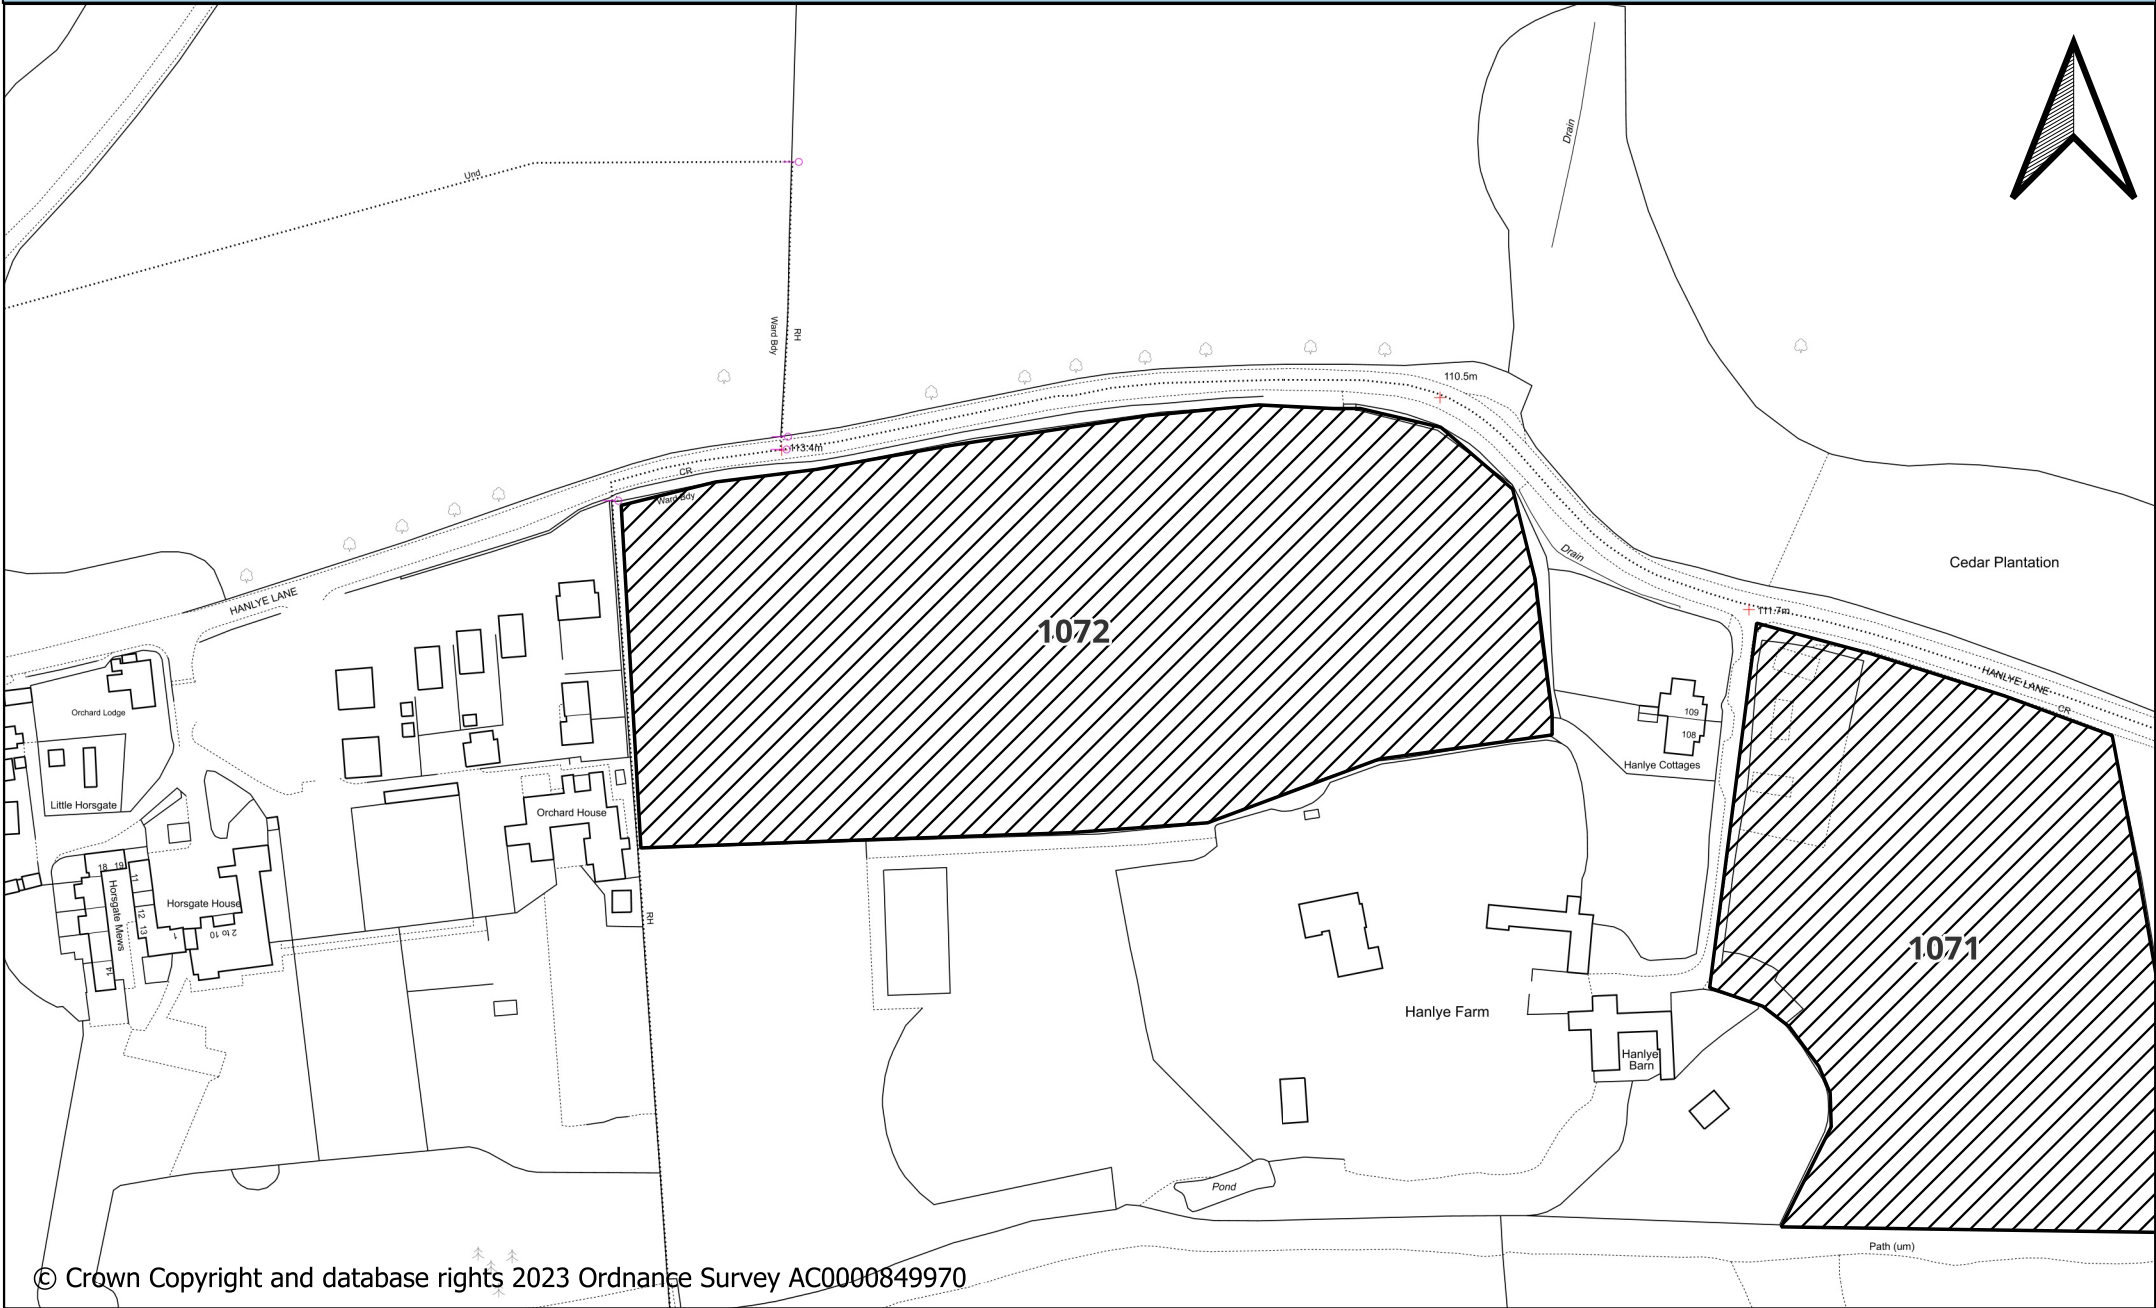 Drain
Und
Ward Bdy
RH
110.5m
113.4m
CR
Ward Bdy
Drain
Cedar Plantation
HANLYE LANE
111.7m
1072
HANLYE LANE
CR
Orchard Lodge
109
108
Hanlye Cottages
Little Horsgate
Orchard House
18
19
11
12
13
14
Horsgate Mews
Horsgate House
1
2 to 10
RH
1071
Hanlye Farm
Hanlye
Barn
Pond
Path (um)
© Crown Copyright and database rights 2023 Ordnance Survey AC0000849970